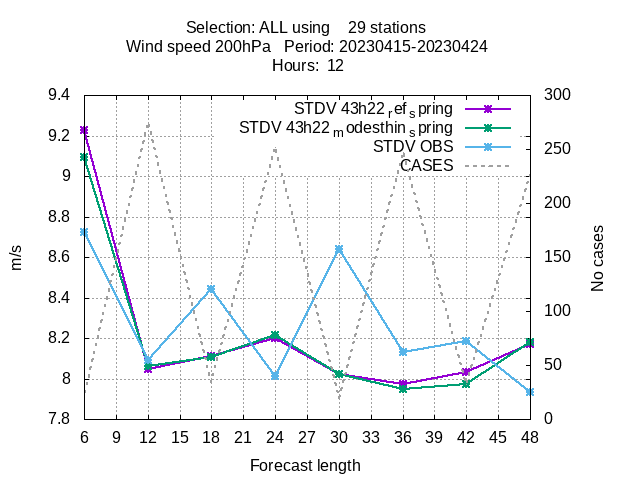 Selection: ALL using 29 stations
Wind speed 200hPa Period: 20230415-20230424
Hours: 12
STDV 43h22 ref spring
STDV 43h22 modesthin spring
STDV OBS
CASES
9.4
9.2
9
8.8
8.6
8.4
8.2
8
7.8
m/s
300
250
200
150
100
50
0
No cases
6 9 12 15 18 21 24 27 30 33 36 39 42 45 48
Forecast length